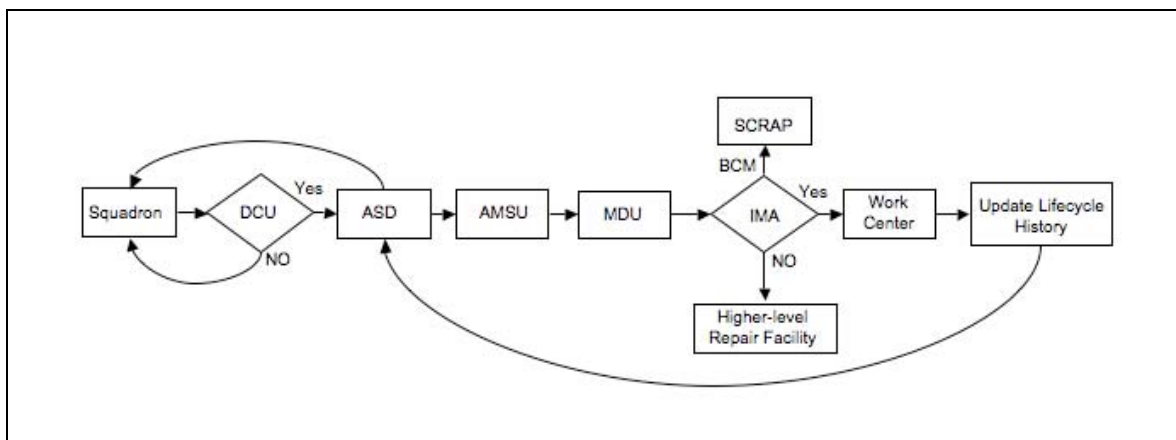 SCRAP
BCM
Yes
Yes
Squadron
DCU
ASD
AMSU
MDU
IMA
Work
Center
Update Lifecycle
History
NO
NO
Higher-level
Repair Facility